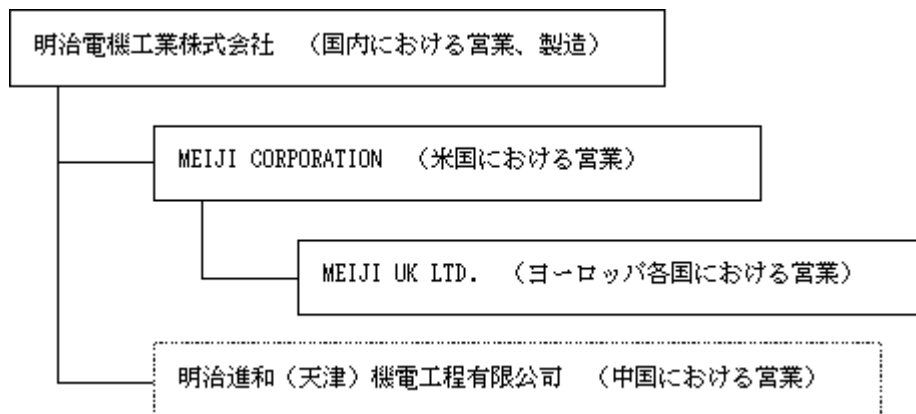 明治電機工業株式会社 （国内における営業、製造）
MEIJI CORPORATION （米国における営業）
MEIJI UK LTD. （ヨーロッパ各国における営業）
明治進和（天津）機電工程有限公司 （中国における営業）